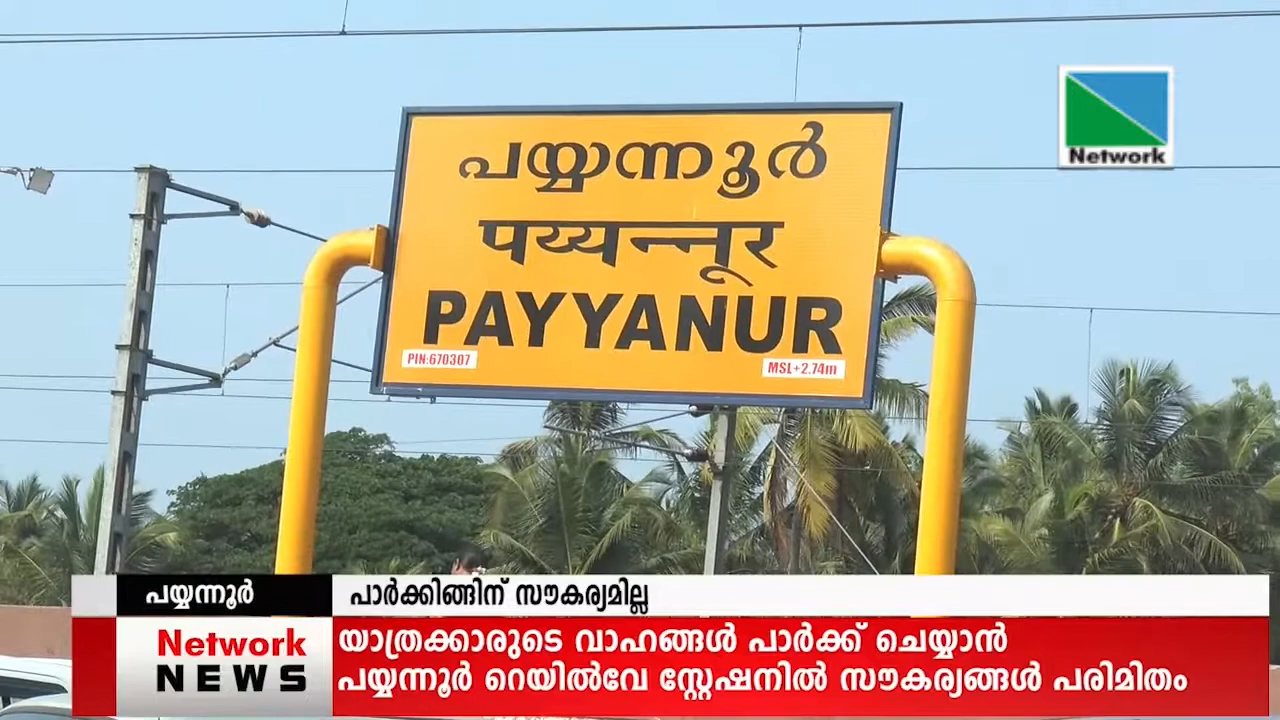 Network
പയ്യന്നൂർ
पय्यन्नूर
PAYYANUR
PIN:670307
MSL+2.74m
പയ്യന്നൂർ
പാർക്കിങ്ങിന് സൗകര്യമില്ല
Network
NEWS
യാത്രക്കാരുടെ വാഹനങ്ങൾ പാർക്ക് ചെയ്യാൻ
പയ്യന്നൂർ റെയിൽവേ സ്റ്റേഷനിൽ സൗകര്യങ്ങൾ പരിമിതം